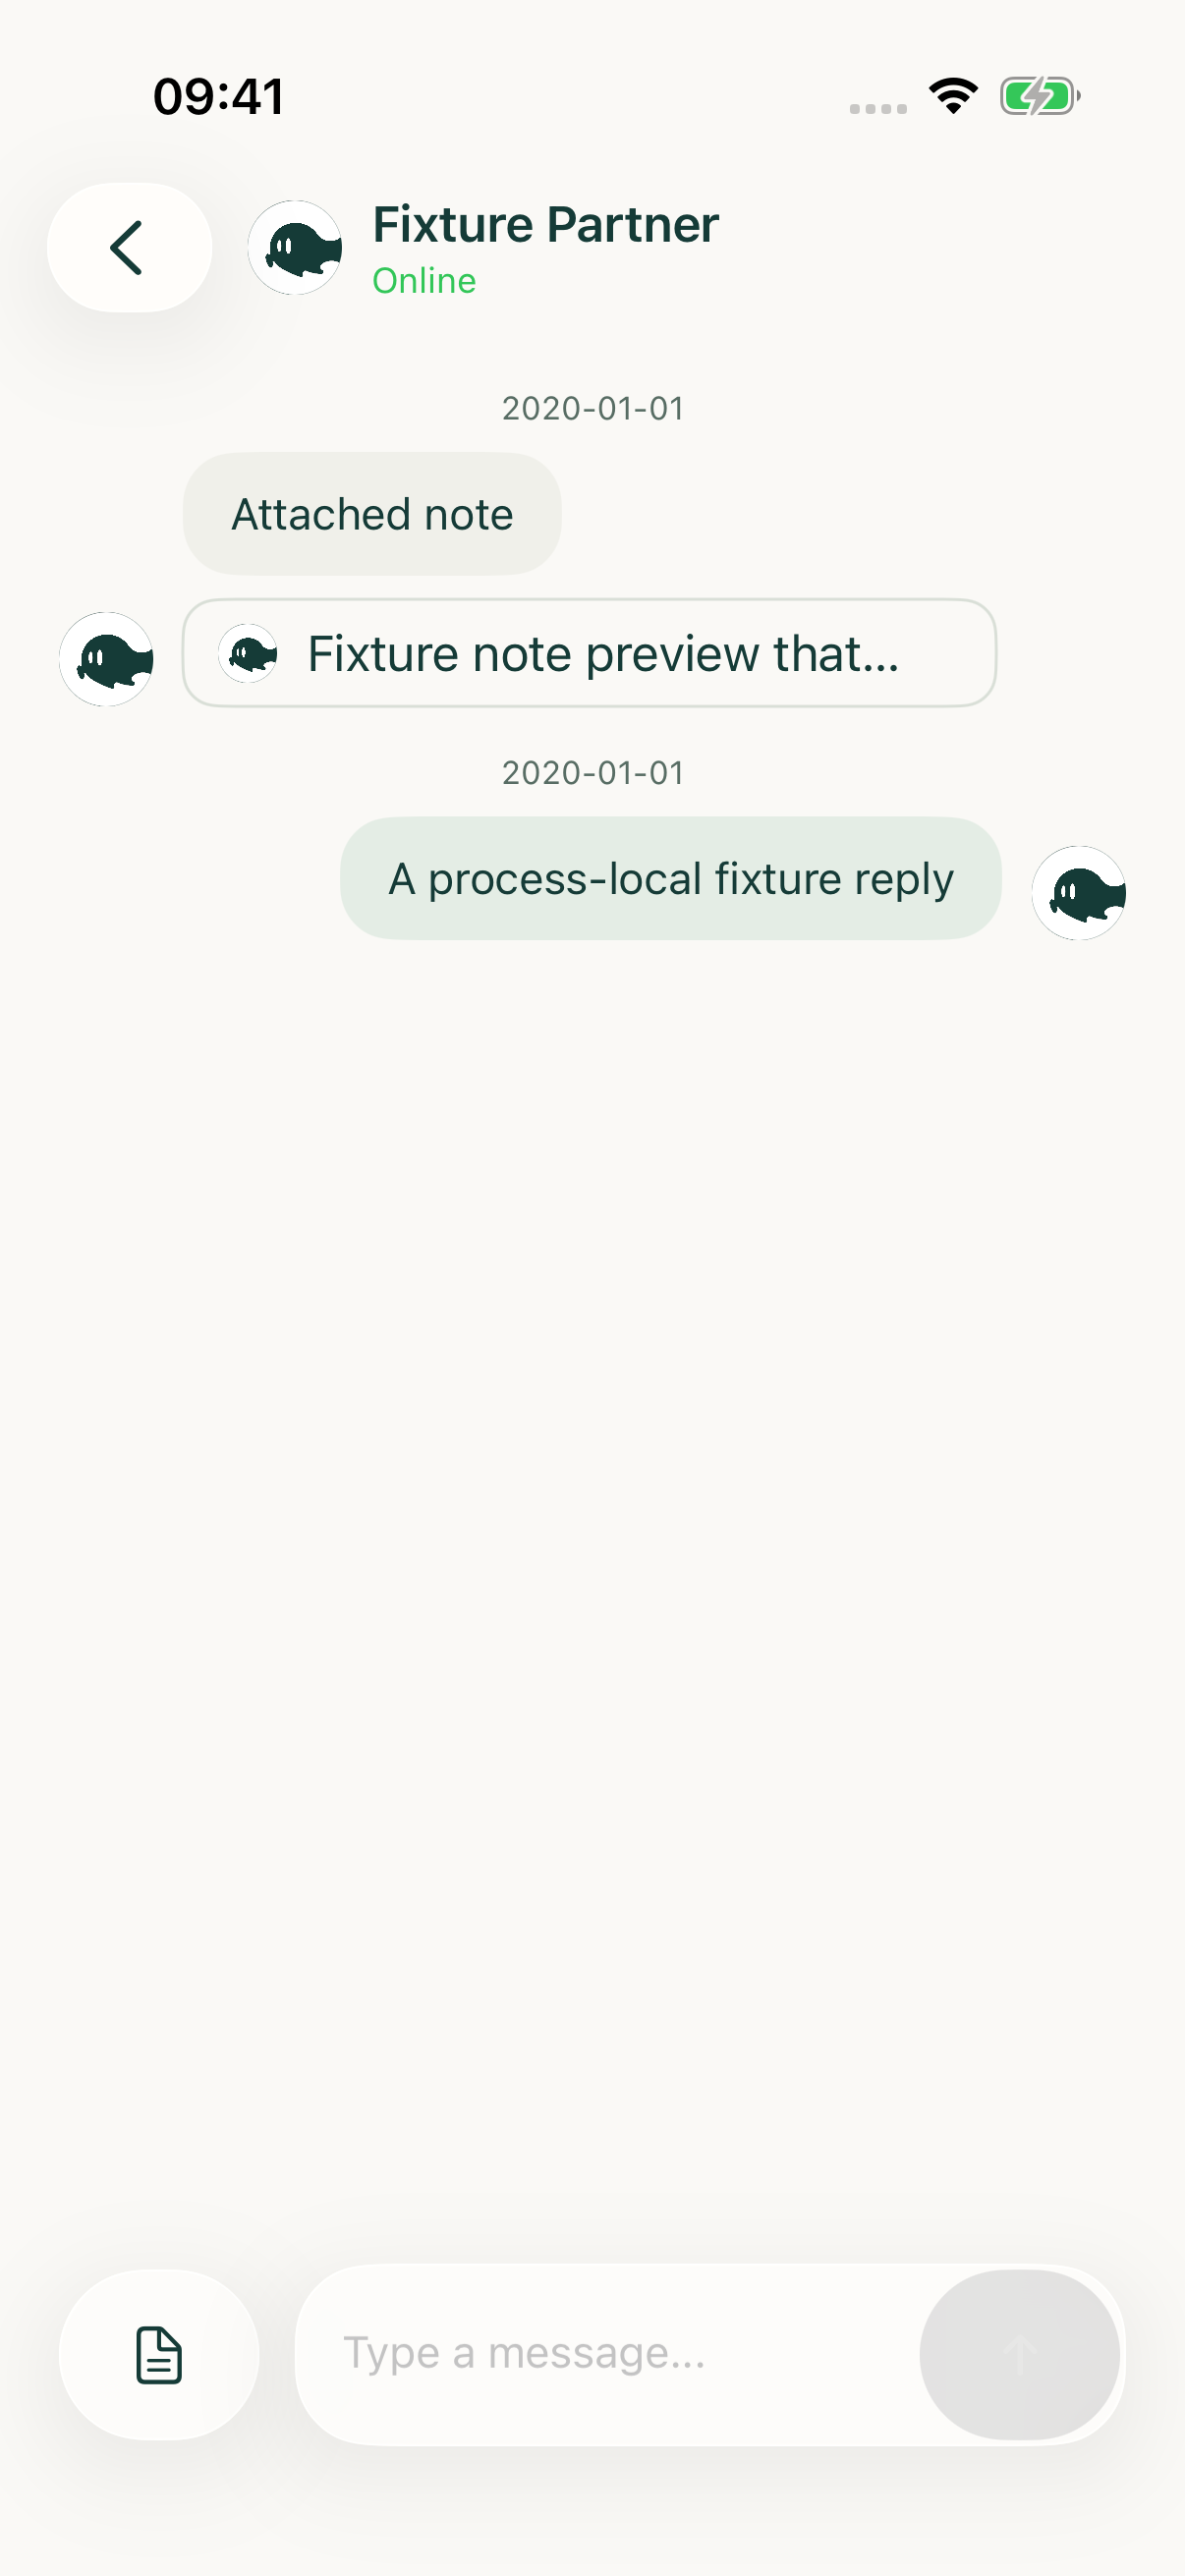 09:41
Fixture Partner
Online
2020-01-01
Attached note
Fixture note preview that...
2020-01-01
A process-local fixture reply
Type a message...